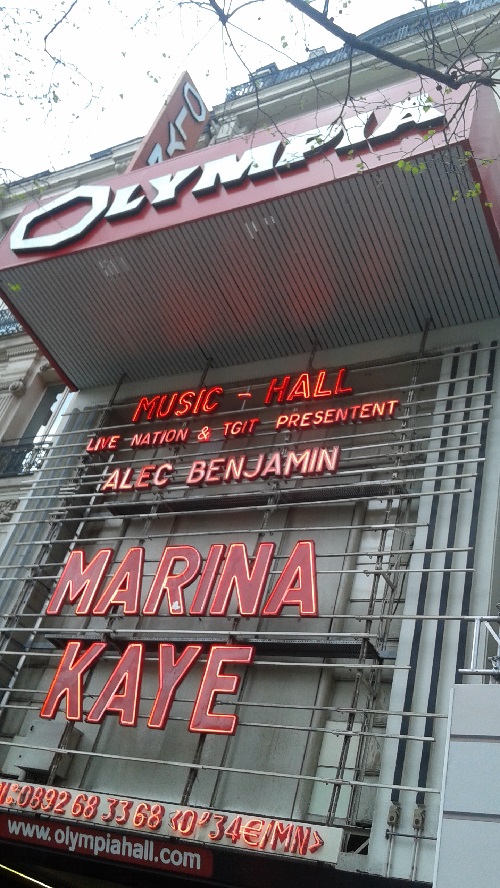 OLYMPIA
MUSIC - HALL
LIVE NATION & TGIT PRESENTENT
ALEC BENJAMIN
MARINA
KAYE
0892 68 33 68 <0'34€/MN>
www.olympiahall.com